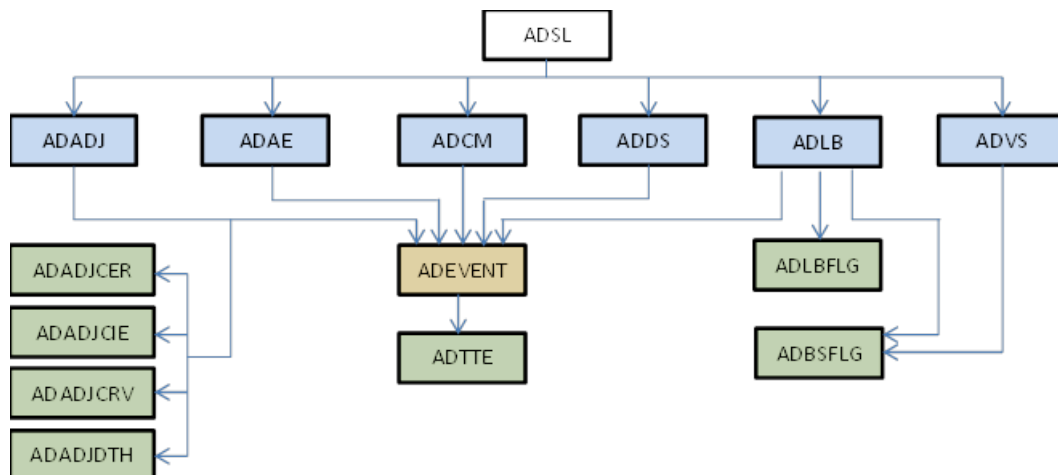 ADSL
ADADJ
ADAE
ADCM
ADDS
ADLB
ADVS
ADADJCER
ADEVENT
ADLBFLG
ADADJCIE
ADTTE
ADBSFLG
ADADJCRV
ADADJDTH